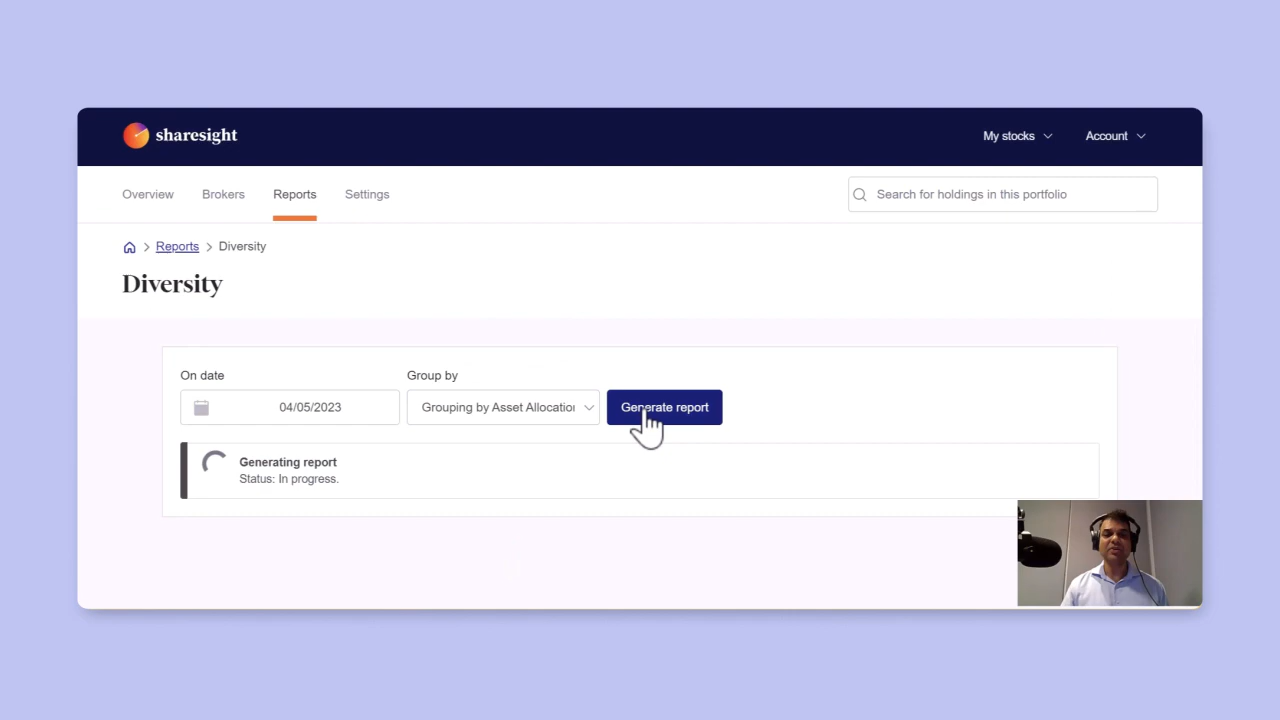 sharesight
My stocks
Account
Overview
Brokers
Reports
Settings
Search for holdings in this portfolio
Reports
Diversity
Diversity
On date
Group by
04/05/2023
Grouping by Asset Allocation
Generate report
Generating report
Status: In progress.